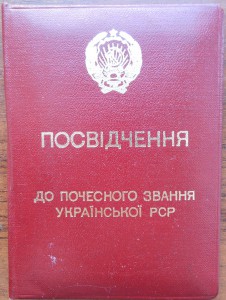 ПОСВІДЧЕННЯ
ДО ПОЧЕСНОГО ЗВАННЯ
УКРАЇНСЬКОЇ РСР